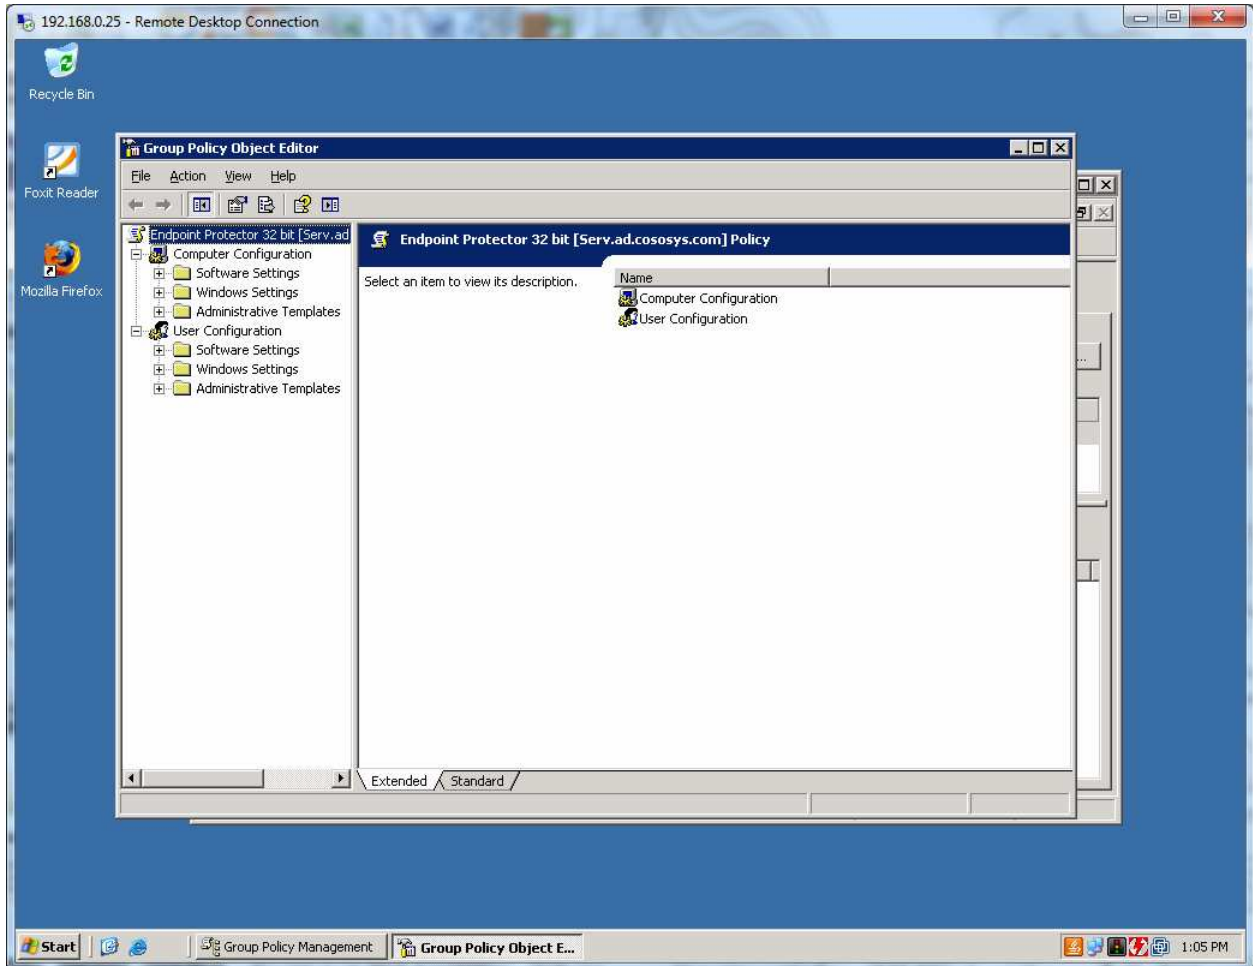 192.168.0.25 - Remote Desktop Connection
Recycle Bin
Foxit Reader
Mozilla Firefox
Group Policy Object Editor
File Action View Help
Endpoint Protector 32 bit [Serv.ad
Computer Configuration
Software Settings
Windows Settings
Administrative Templates
User Configuration
Software Settings
Windows Settings
Administrative Templates
Endpoint Protector 32 bit [Serv.ad.cososys.com] Policy
Select an item to view its description.
Name
Computer Configuration
User Configuration
Extended Standard
...
Start
Group Policy Management
Group Policy Object E...
1:05 PM